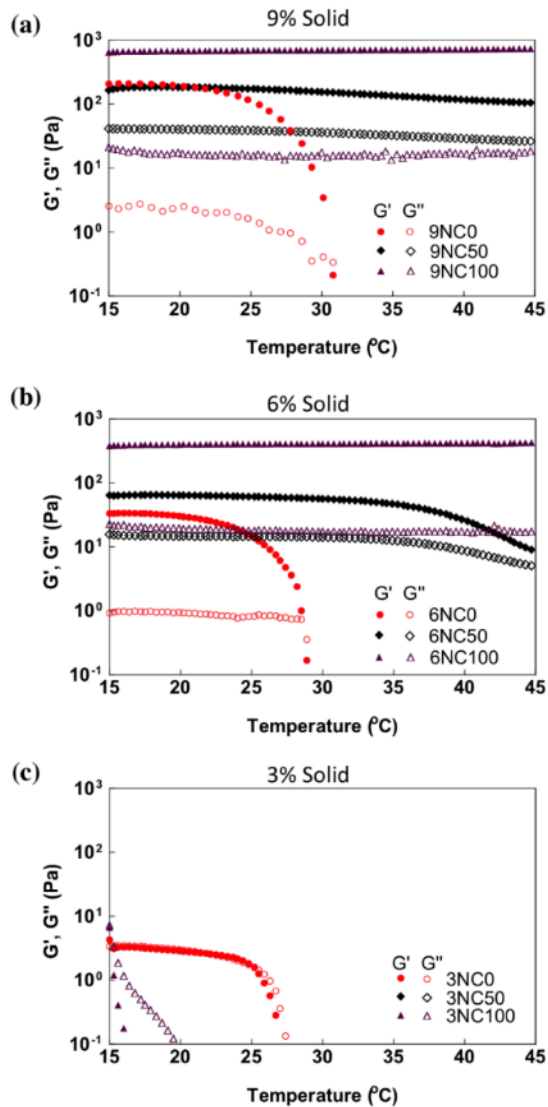 (a)
9% Solid
G', G" (Pa)
10³
10²
10¹
10⁰
10⁻¹
G' G"
9NC0
9NC50
9NC100
15 20 25 30 35 40 45
Temperature (°C)
(b)
6% Solid
G', G" (Pa)
10³
10²
10¹
10⁰
10⁻¹
G' G"
6NC0
6NC50
6NC100
15 20 25 30 35 40 45
Temperature (°C)
(c)
3% Solid
G', G" (Pa)
10³
10²
10¹
10⁰
10⁻¹
G' G"
3NC0
3NC50
3NC100
15 20 25 30 35 40 45
Temperature (°C)